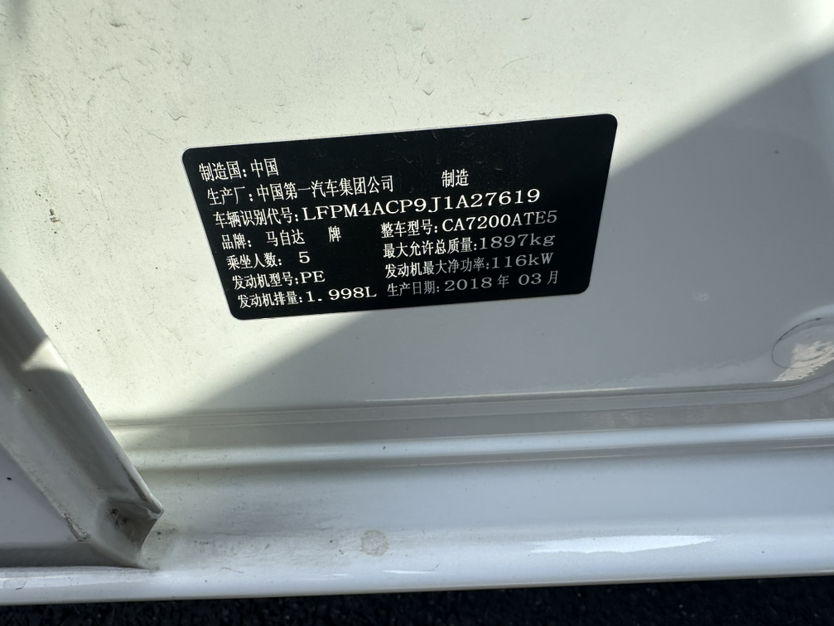 制造国:中国
生产厂:中国第一汽车集团公司 制造
车辆识别代号:LFPM4ACP9J1A27619
品牌: 马自达 牌 整车型号:CA7200ATE5
乘坐人数: 5 最大允许总质量:1897kg
发动机型号:PE 发动机最大净功率:116kW
发动机排量:1.998L 生产日期:2018 年 03 月